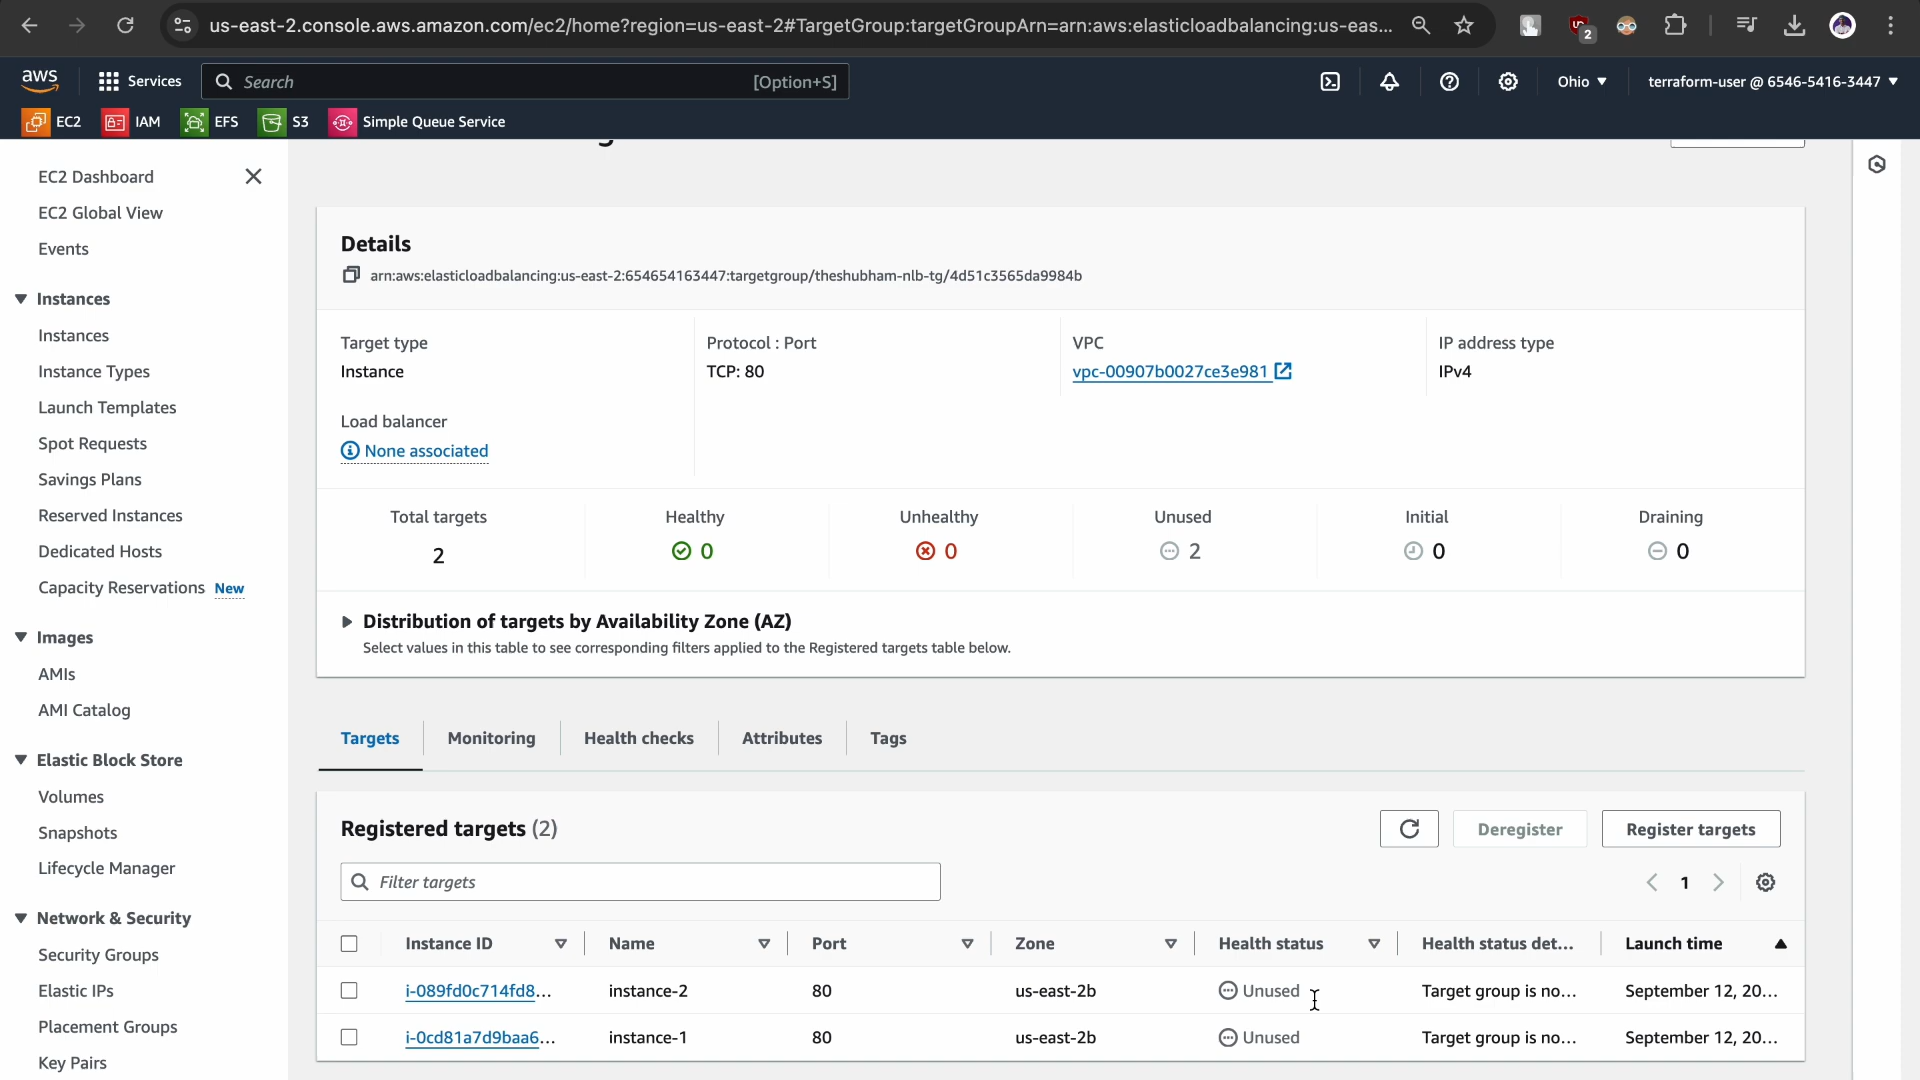 us-east-2.console.aws.amazon.com/ec2/home?region=us-east-2#TargetGroup:targetGroupArn=arn:aws:elasticloadbalancing:us-eas...
2
aws
Services
Search
[Option+S]
Ohio
terraform-user @ 6546-5416-3447
EC2
IAM
EFS
S3
Simple Queue Service
EC2 Dashboard
EC2 Global View
Events
Instances
Instances
Instance Types
Launch Templates
Spot Requests
Savings Plans
Reserved Instances
Dedicated Hosts
Capacity Reservations New
Images
AMIs
AMI Catalog
Elastic Block Store
Volumes
Snapshots
Lifecycle Manager
Network & Security
Security Groups
Elastic IPs
Placement Groups
Key Pairs
Details
arn:aws:elasticloadbalancing:us-east-2:654654163447:targetgroup/theshubham-nlb-tg/4d51c3565da9984b
Target type
Instance
Protocol : Port
TCP: 80
VPC
vpc-00907b0027ce3e981
IP address type
IPv4
Load balancer
None associated
Total targets
2
Healthy
0
Unhealthy
0
Unused
2
Initial
0
Draining
0
Distribution of targets by Availability Zone (AZ)
Select values in this table to see corresponding filters applied to the Registered targets table below.
Targets Monitoring Health checks Attributes Tags
Registered targets (2)
Deregister
Register targets
Filter targets
1
Instance ID Name Port Zone Health status Health status det... Launch time
i-089fd0c714fd8... instance-2 80 us-east-2b Unused Target group is no... September 12, 20...
i-0cd81a7d9baa6... instance-1 80 us-east-2b Unused Target group is no... September 12, 20...